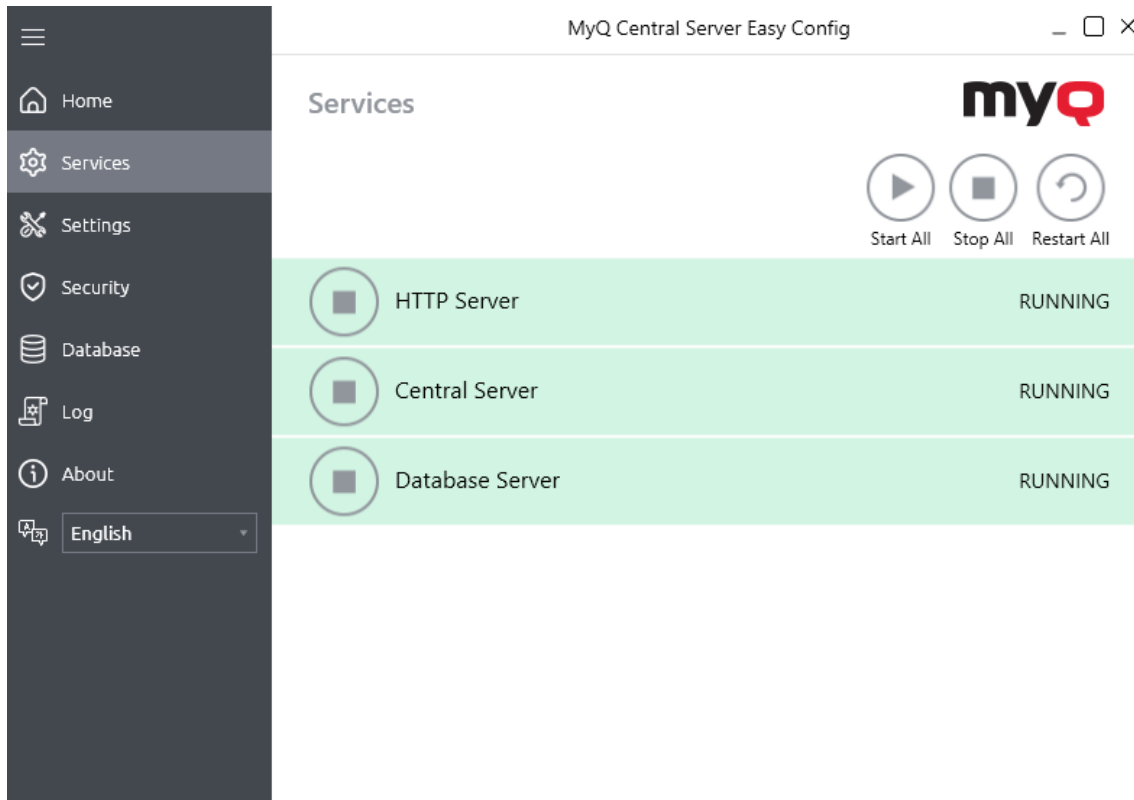 MyQ Central Server Easy Config
Home
Services
Settings
Security
Database
Log
About
English
Services
myQ
Start All
Stop All
Restart All
HTTP Server RUNNING
Central Server RUNNING
Database Server RUNNING